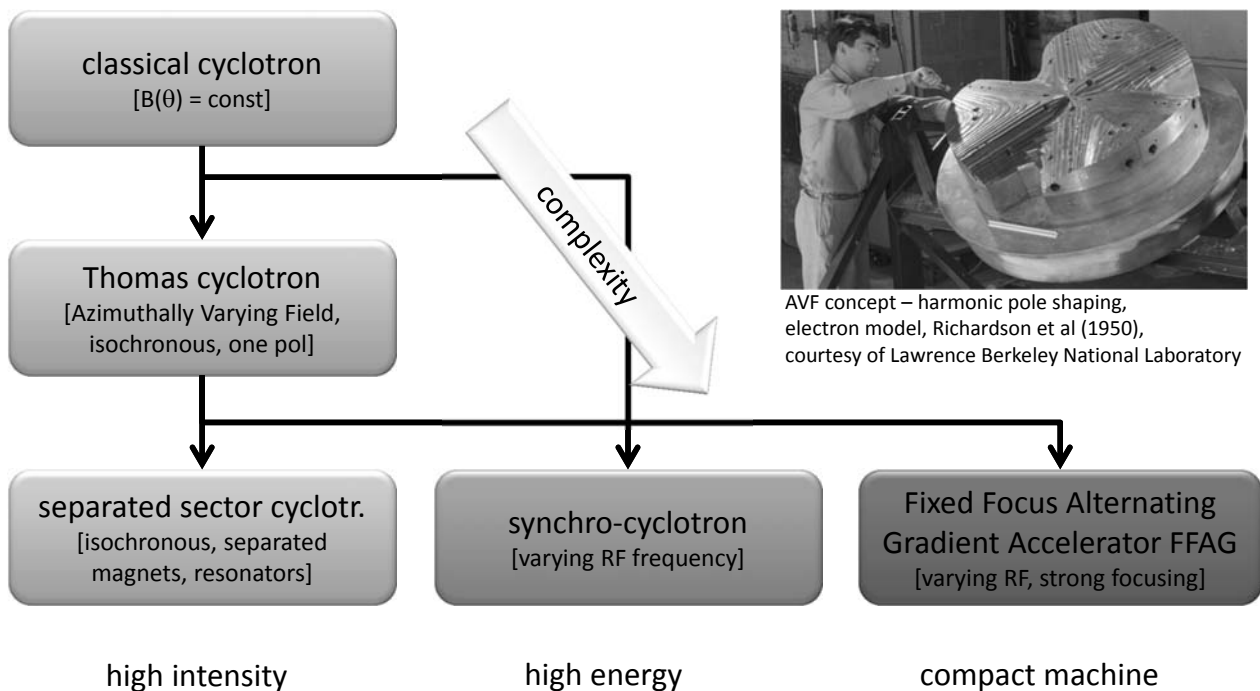 classical cyclotron
[B(θ) = const]
complexity
Thomas cyclotron
[Azimuthally Varying Field,
isochronous, one pol]
AVF concept – harmonic pole shaping,
electron model, Richardson et al (1950),
courtesy of Lawrence Berkeley National Laboratory
separated sector cyclotr.
[isochronous, separated
magnets, resonators]
synchro-cyclotron
[varying RF frequency]
Fixed Focus Alternating
Gradient Accelerator FFAG
[varying RF, strong focusing]
high intensity
high energy
compact machine